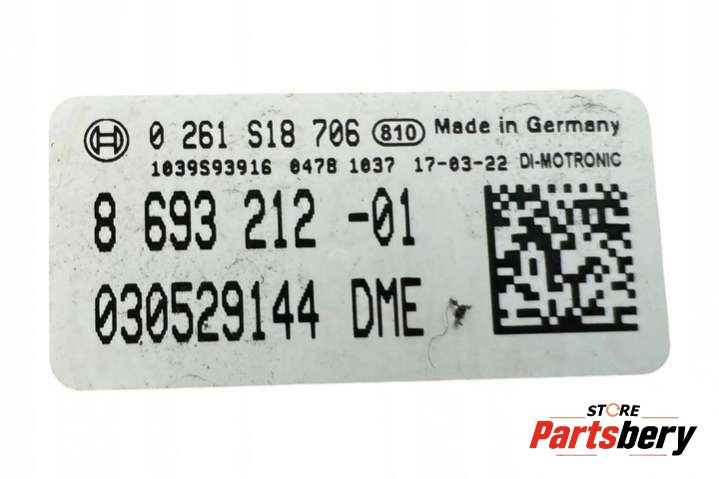 0 261 S18 706 810 Made in Germany
1039S93916 0478 1037 17-03-22 DI-MOTRONIC
8 693 212 -01
030529144 DME
STORE
Partsbery